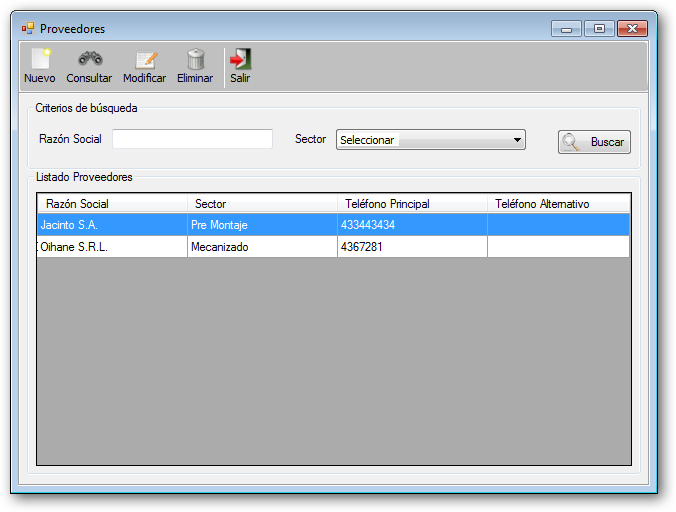 Proveedores
Nuevo Consultar Modificar Eliminar Salir
Criterios de búsqueda
Razón Social Sector Seleccionar Buscar
Listado Proveedores
Razón Social Sector Teléfono Principal Teléfono Alternativo
Jacinto S.A. Pre Montaje 433443434
Oihane S.R.L. Mecanizado 4367281